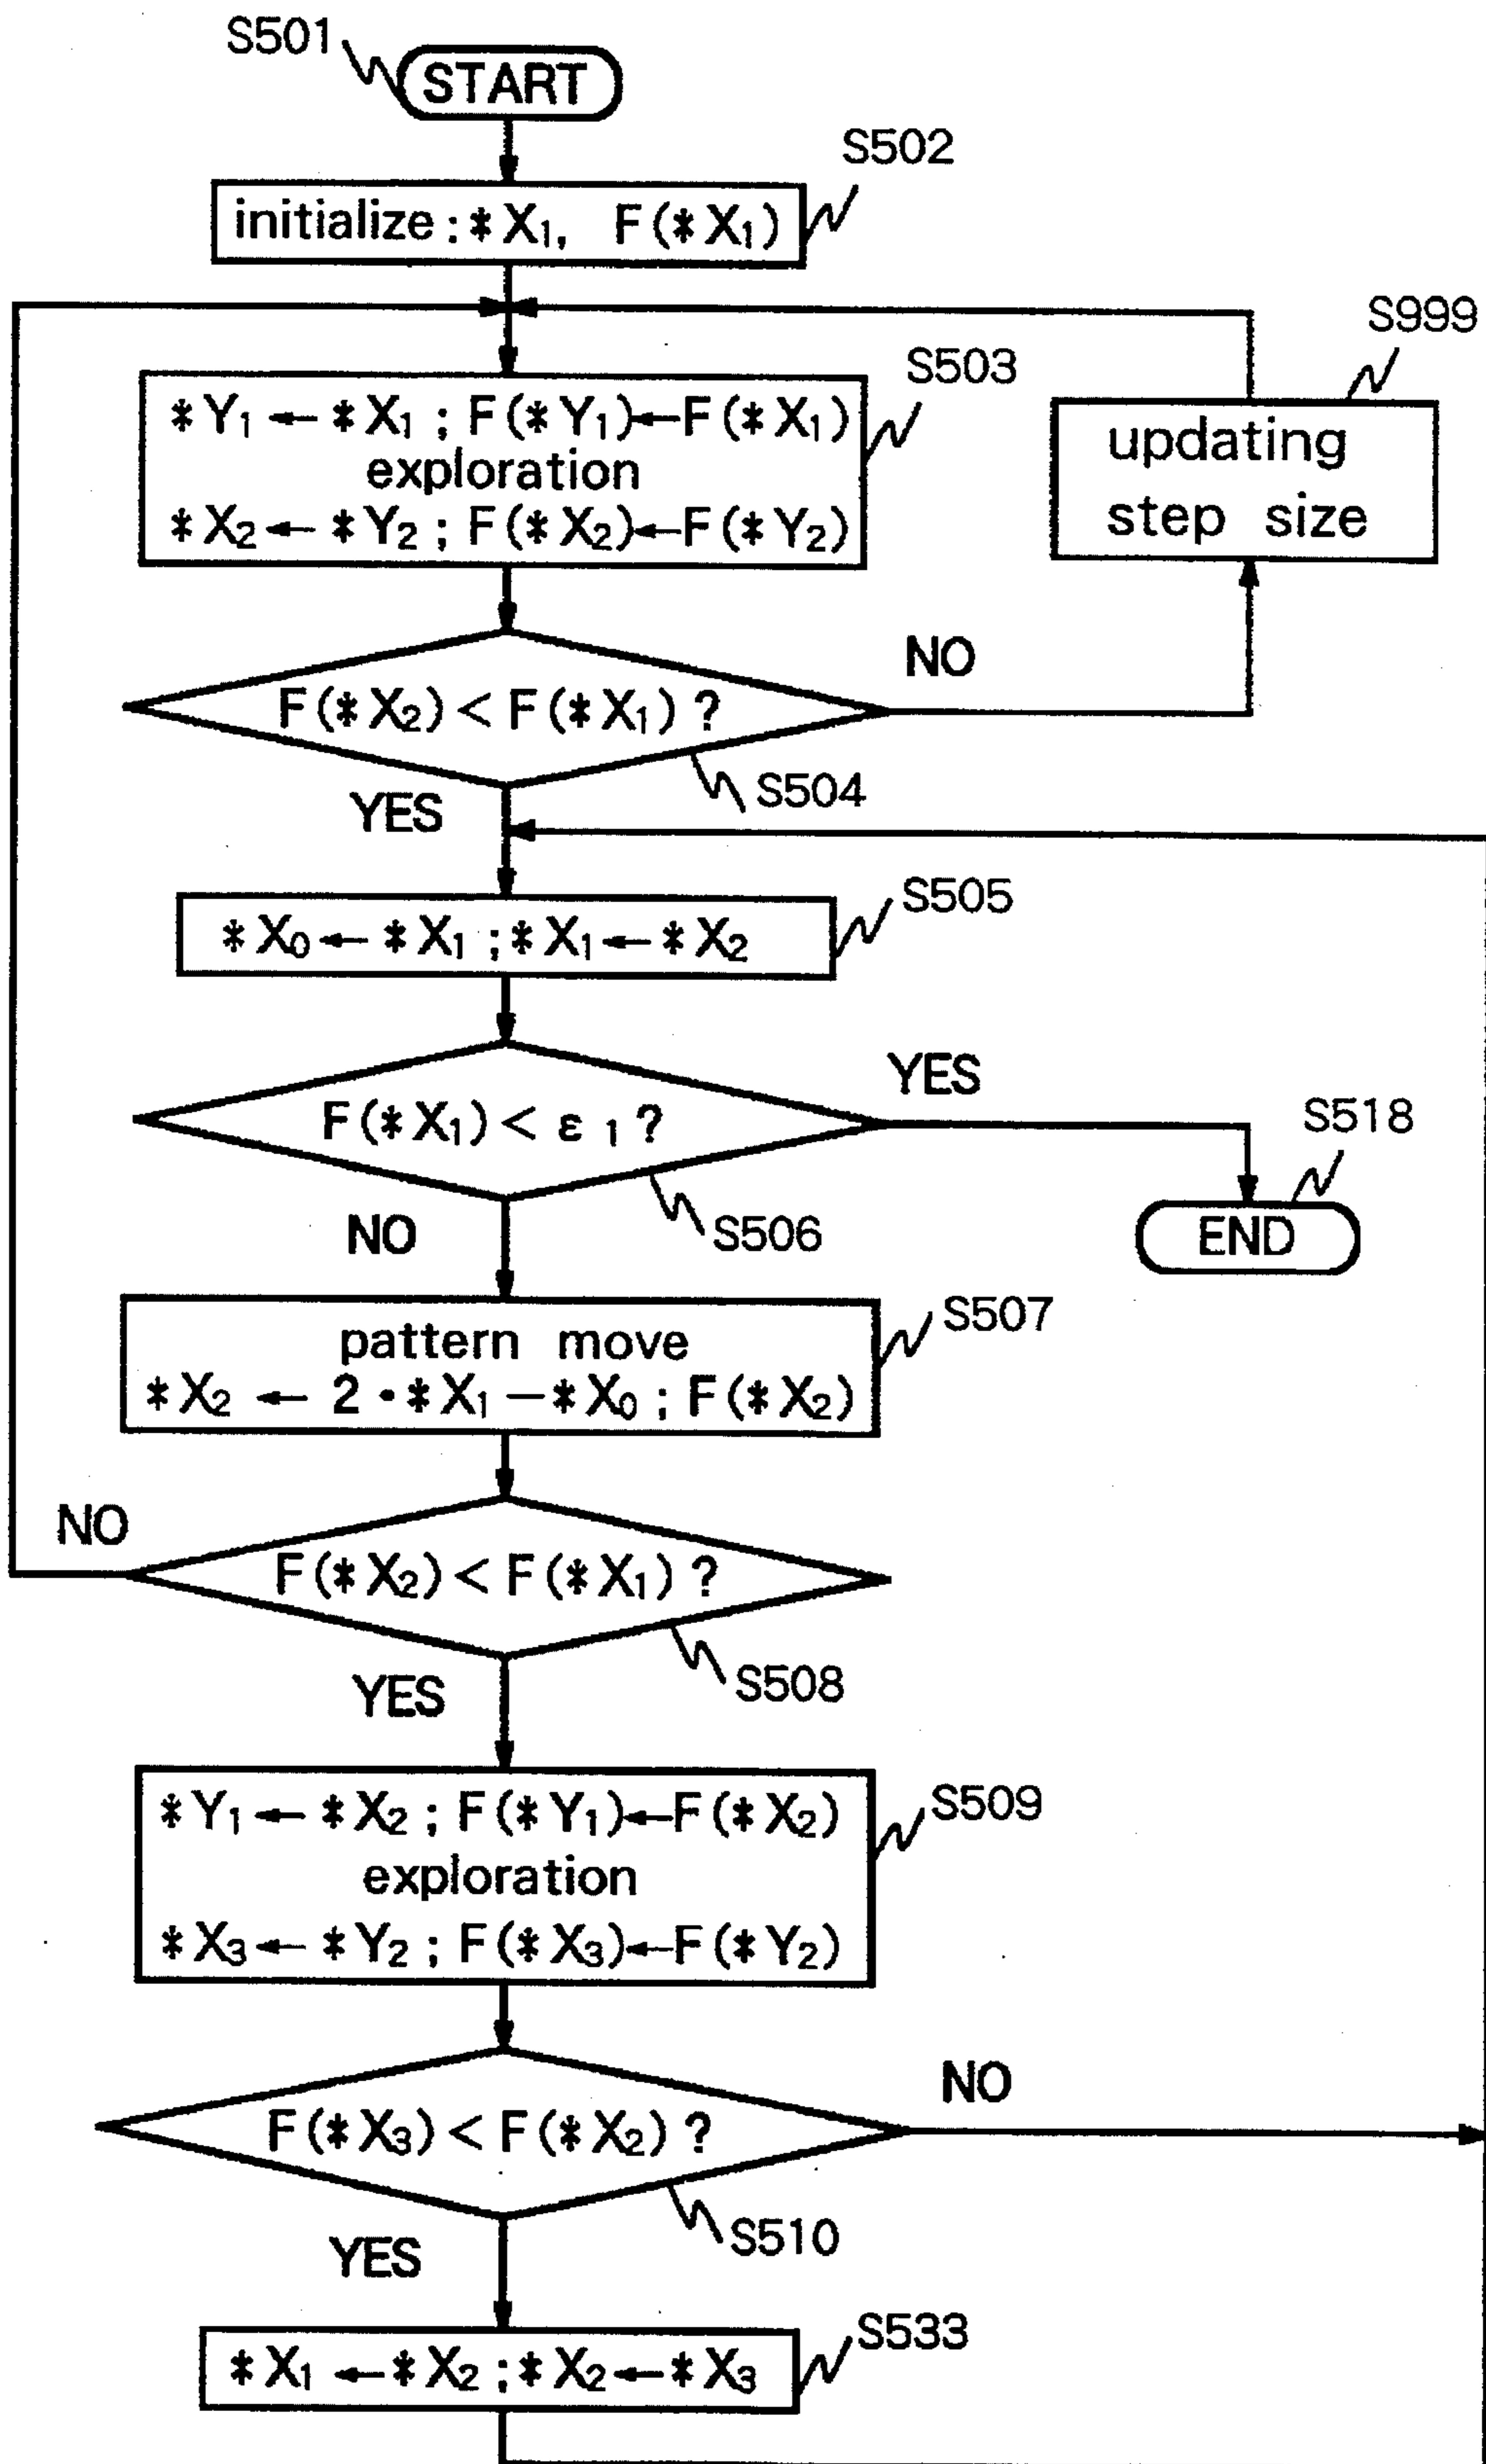 S501
START
S502
initialize : *X₁, F(*X₁)
S999
S503
*Y₁ ← *X₁ ; F(*Y₁)←F(*X₁)
exploration
*X₂ ← *Y₂ ; F(*X₂)←F(*Y₂)
updating
step size
NO
F(*X₂) < F(*X₁) ?
S504
YES
S505
*X₀ ← *X₁ ; *X₁ ← *X₂
YES
F(*X₁) < ε ₁ ?
S518
S506
NO
END
S507
pattern move
*X₂ ← 2 · *X₁ − *X₀ ; F(*X₂)
NO
F(*X₂) < F(*X₁) ?
S508
YES
S509
*Y₁ ← *X₂ ; F(*Y₁)←F(*X₂)
exploration
*X₃ ← *Y₂ ; F(*X₃)←F(*Y₂)
NO
F(*X₃) < F(*X₂) ?
S510
YES
S533
*X₁ ← *X₂ ; *X₂ ← *X₃